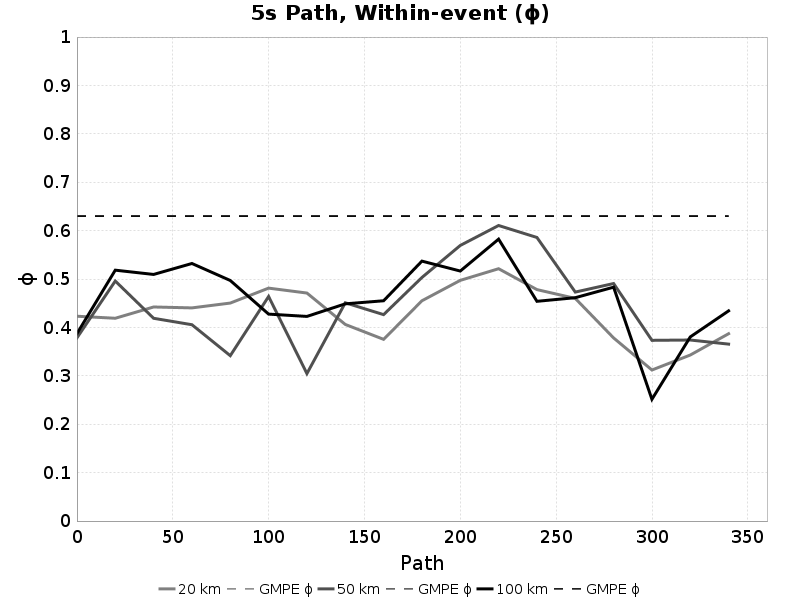 5s Path, Within-event (ϕ)
1
0.9
0.8
0.7
0.6
0.5
0.4
0.3
0.2
0.1
0
ϕ
0 50 100 150 200 250 300 350
Path
20 km GMPE ϕ 50 km GMPE ϕ 100 km GMPE ϕ